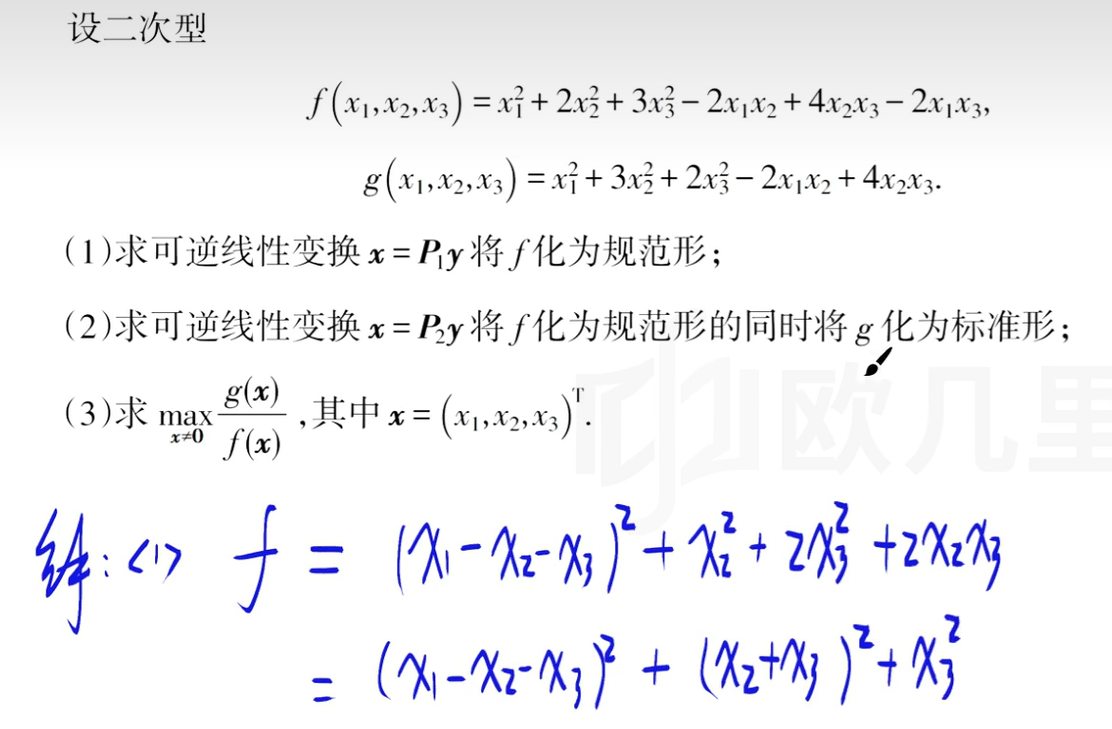 设二次型
f(x₁,x₂,x₃) = x₁² + 2x₂² + 3x₃² − 2x₁x₂ + 4x₂x₃ − 2x₁x₃,
g(x₁,x₂,x₃) = x₁² + 3x₂² + 2x₃² − 2x₁x₂ + 4x₂x₃.
(1)求可逆线性变换 x = P₁y 将 f 化为规范形;
(2)求可逆线性变换 x = P₂y 将 f 化为规范形的同时将 g 化为标准形;
(3)求 max_{x≠0} g(x)/f(x) ,其中 x = (x₁,x₂,x₃)ᵀ.
欧几里
解:<1> f = (x₁−x₂−x₃)² + x₂² + 2x₃² + 2x₂x₃
= (x₁−x₂−x₃)² + (x₂+x₃)² + x₃²